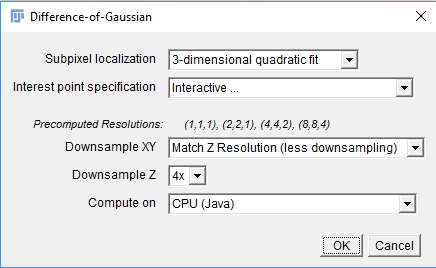 Difference-of-Gaussian
Subpixel localization 3-dimensional quadratic fit
Interest point specification Interactive ...
Precomputed Resolutions: (1,1,1), (2,2,1), (4,4,2), (8,8,4)
Downsample XY Match Z Resolution (less downsampling)
Downsample Z 4x
Compute on CPU (Java)
OK Cancel